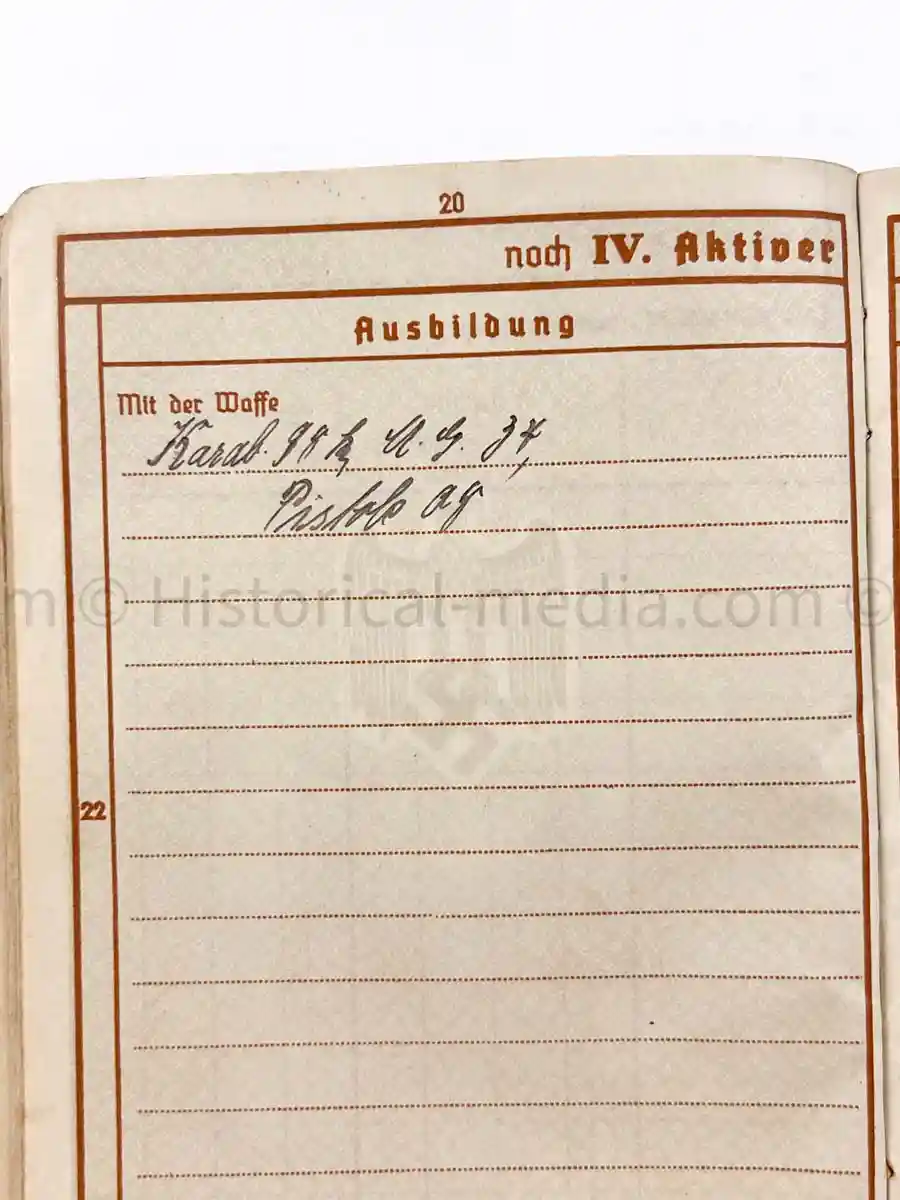 20
noch IV. Aktiver
Ausbildung
Mit der Waffe
Karab. 98 k, M. G. 34,
Pistole 08
m © Historical-media.com ©
22